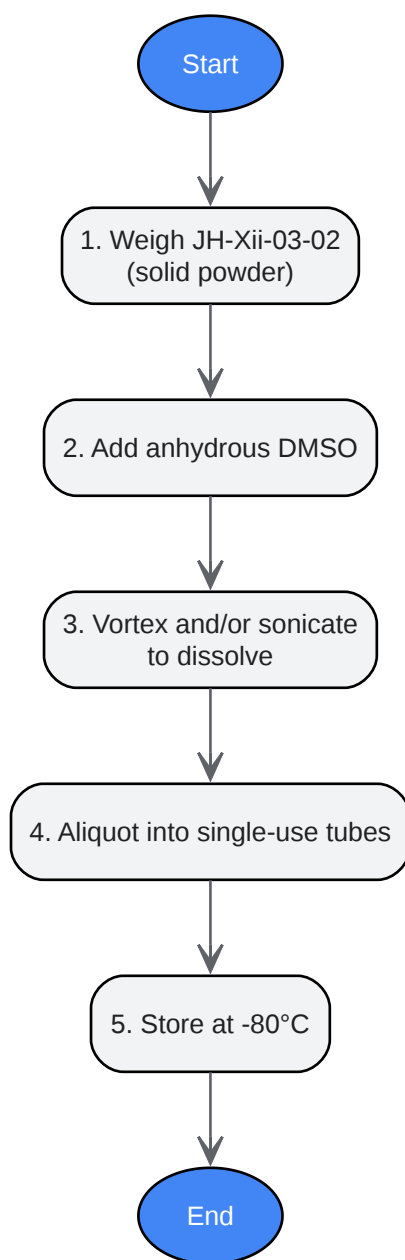 Start
1. Weigh JH-Xii-03-02
(solid powder)
2. Add anhydrous DMSO
3. Vortex and/or sonicate
to dissolve
4. Aliquot into single-use tubes
5. Store at -80°C
End